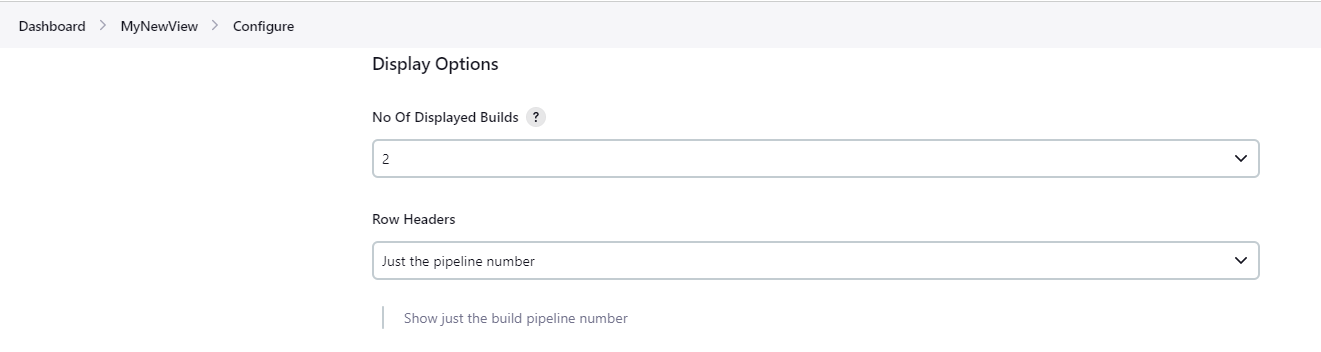 Dashboard > MyNewView > Configure
Display Options
No Of Displayed Builds ?
2
Row Headers
Just the pipeline number
Show just the build pipeline number